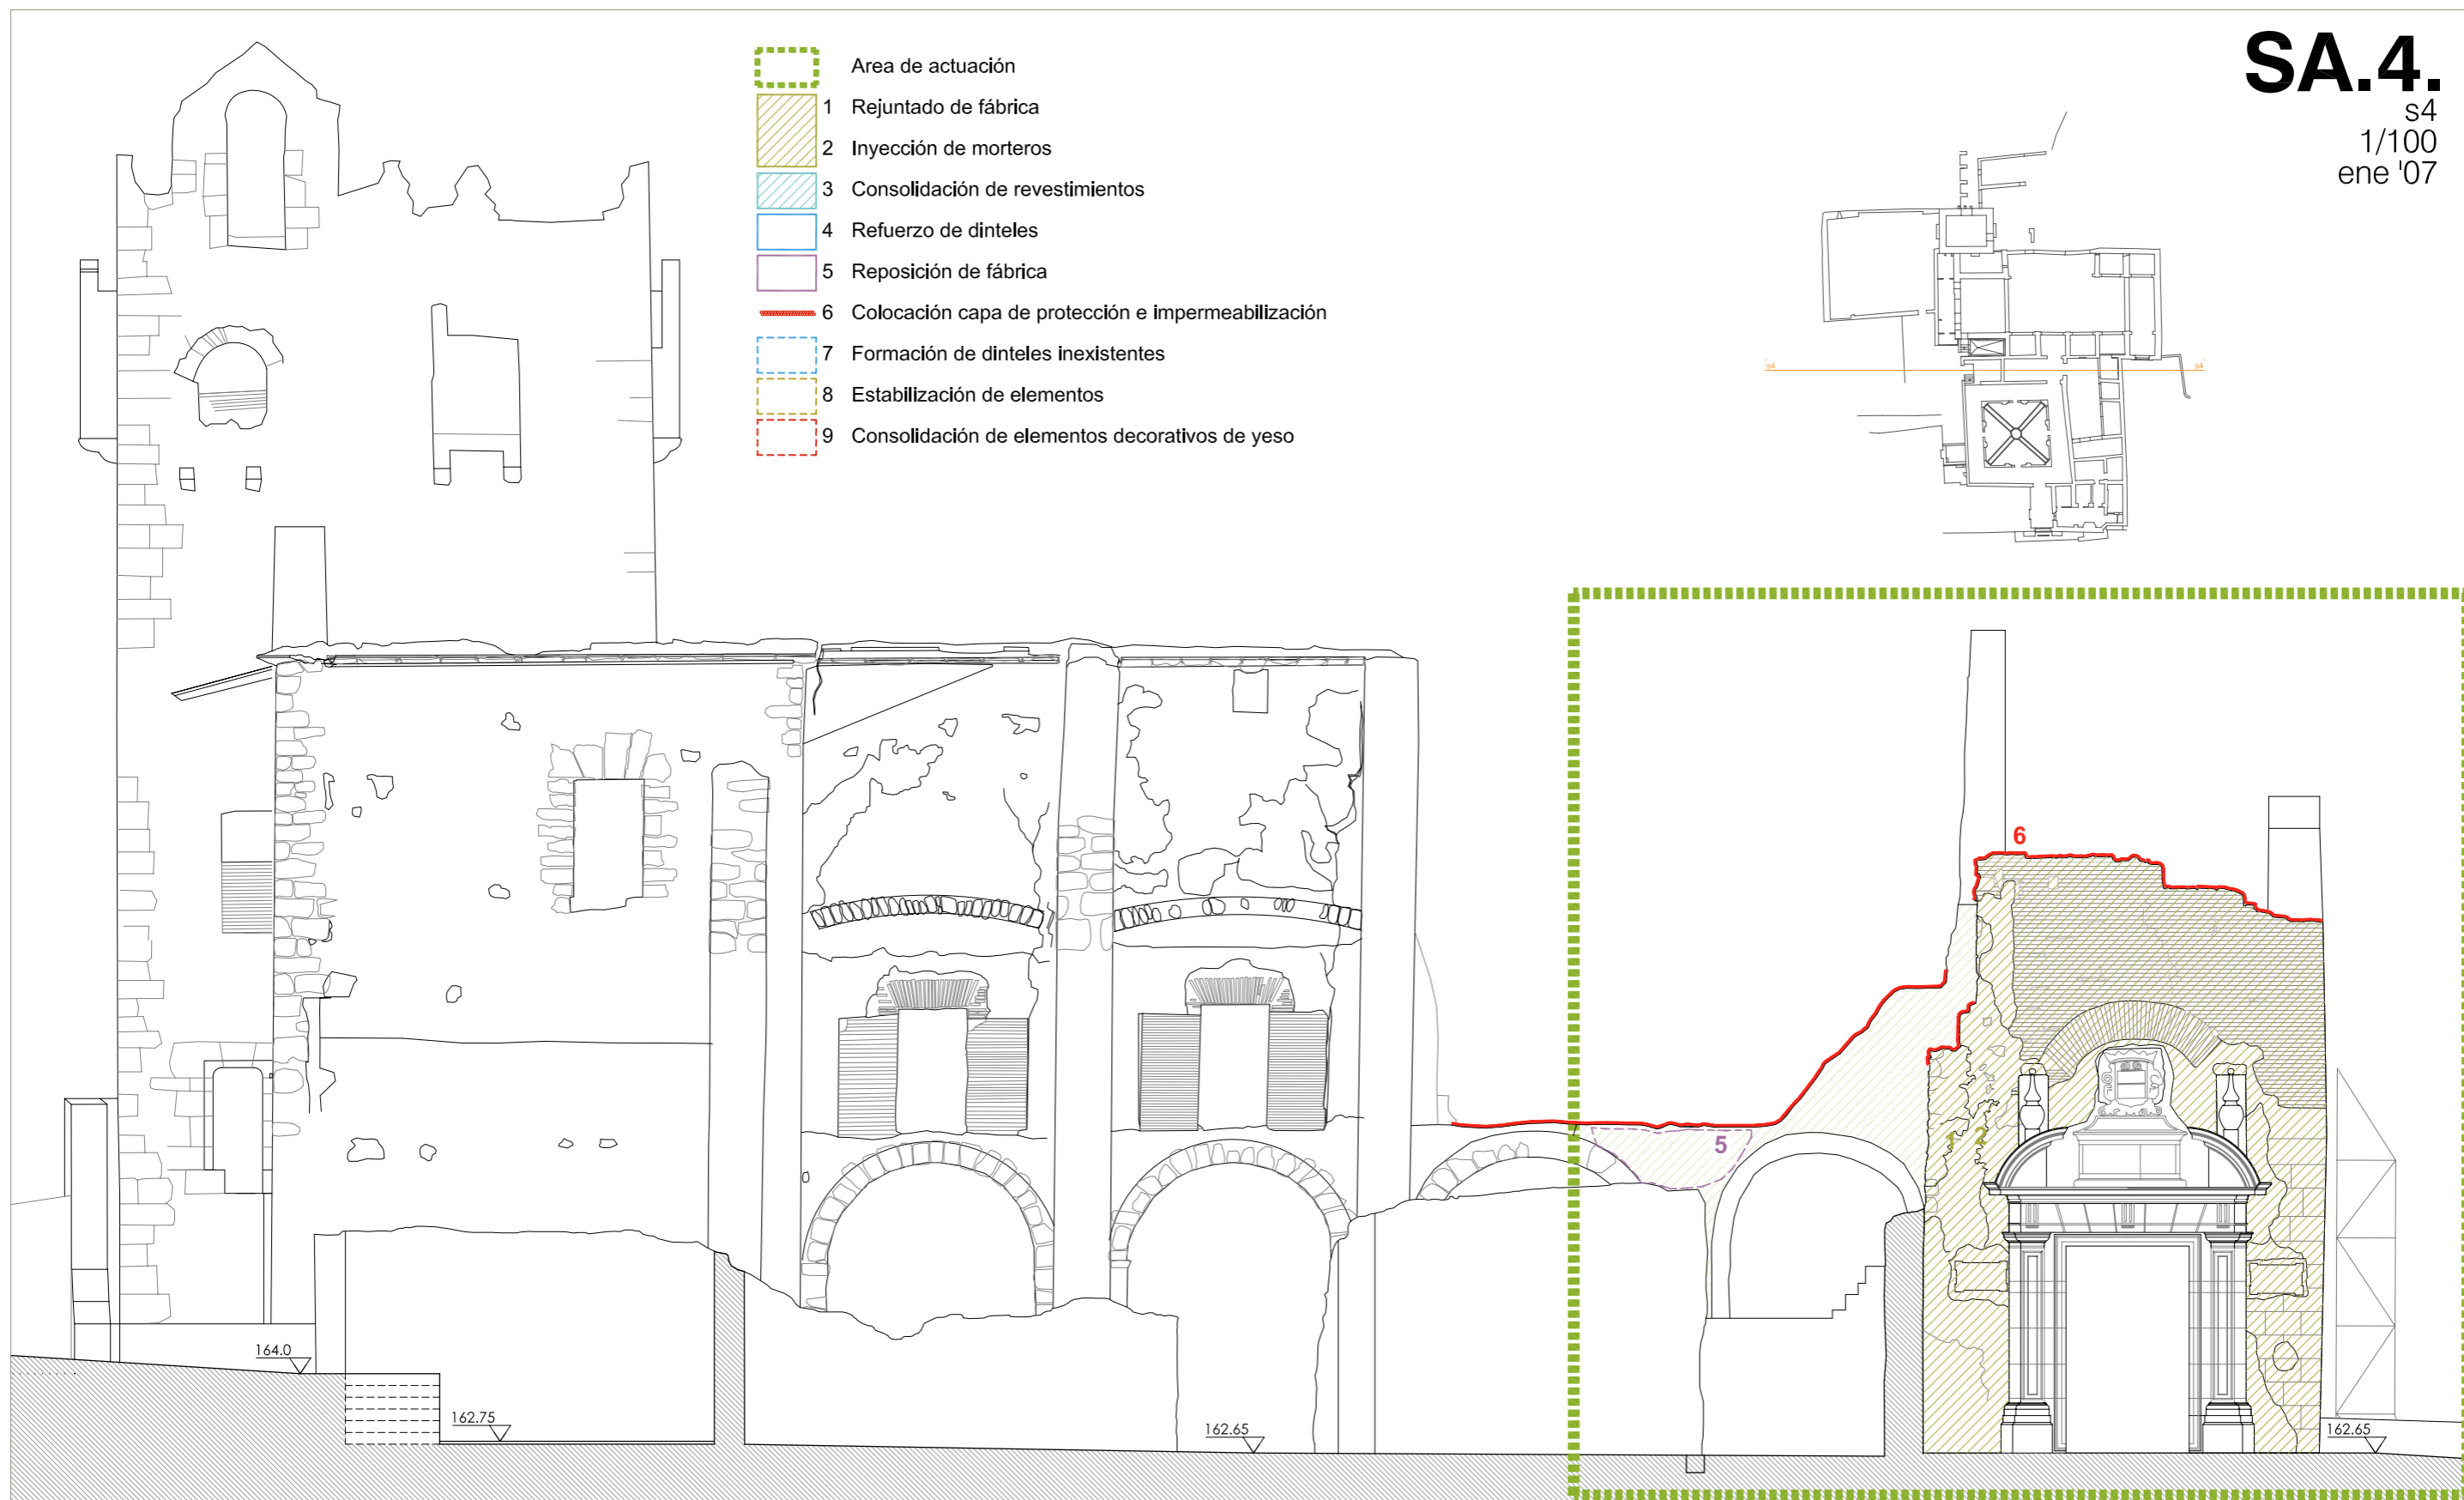 SA.4.
s4
1/100
ene '07
Area de actuación
1 Rejuntado de fábrica
2 Inyección de morteros
3 Consolidación de revestimientos
4 Refuerzo de dinteles
5 Reposición de fábrica
6 Colocación capa de protección e impermeabilización
7 Formación de dinteles inexistentes
8 Estabilización de elementos
9 Consolidación de elementos decorativos de yeso
s4 s4
6
5
1 2
164.0
162.75
162.65
162.65